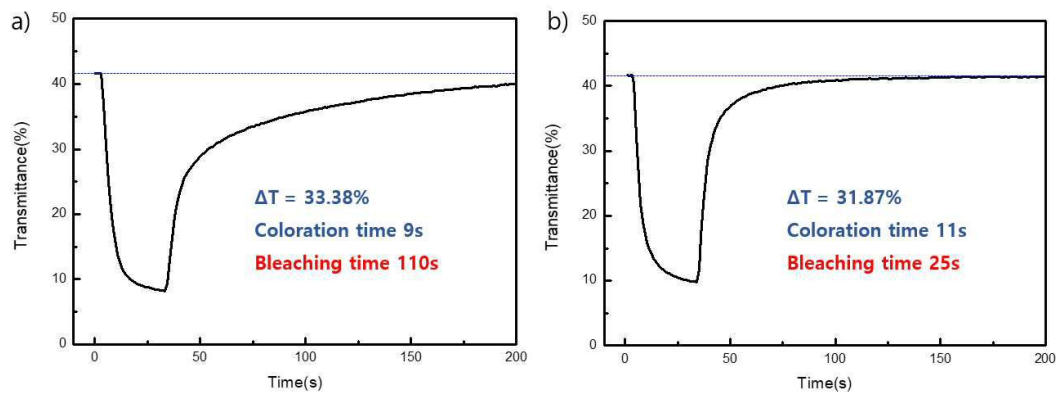 a)
50
40
30
20
10
0
Transmittance(%)
ΔT = 33.38%
Coloration time 9s
Bleaching time 110s
0 50 100 150 200
Time(s)
b)
50
40
30
20
10
0
Transmittance(%)
ΔT = 31.87%
Coloration time 11s
Bleaching time 25s
0 50 100 150 200
Time(s)